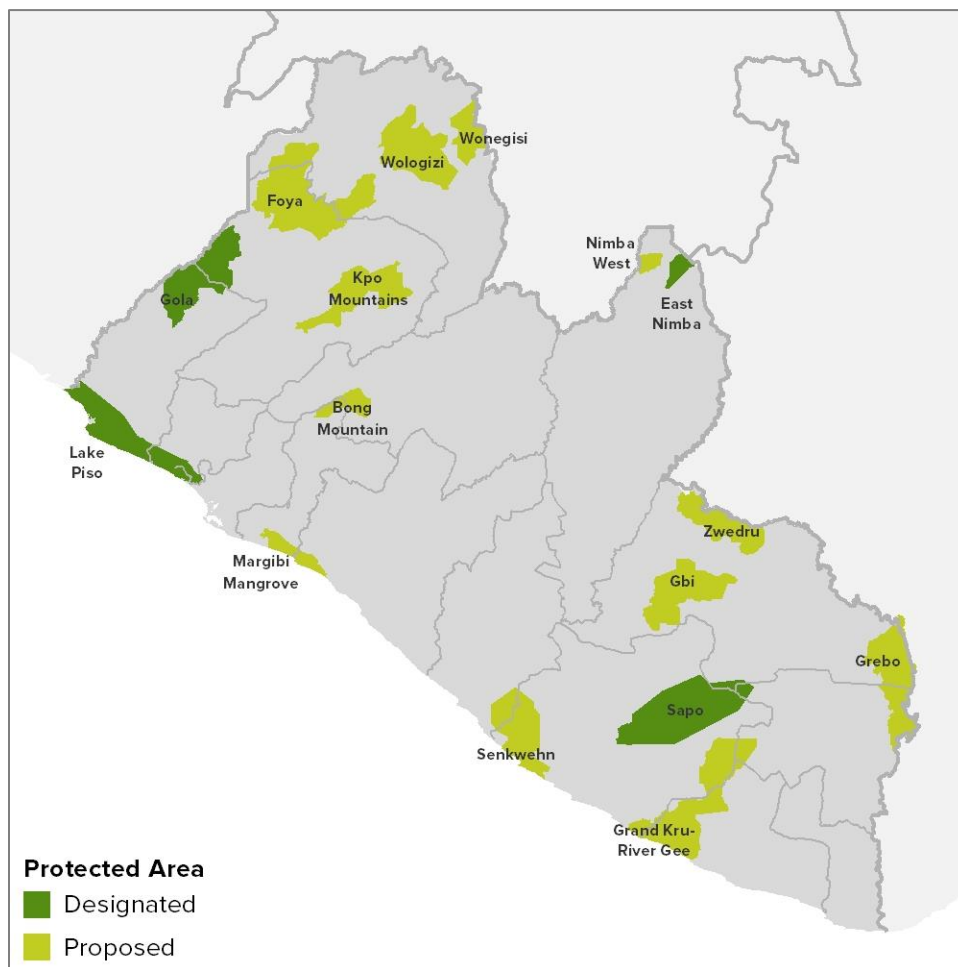 Wonegisi
Wologizi
Foya
Nimba
West
Kpo
Mountains
Gola
East
Nimba
Bong
Mountain
Lake
Piso
Zwedru
Margibi
Mangrove
Gbi
Grebo
Sapo
Senkwehn
Grand Kru-
River Gee
Protected Area
Designated
Proposed